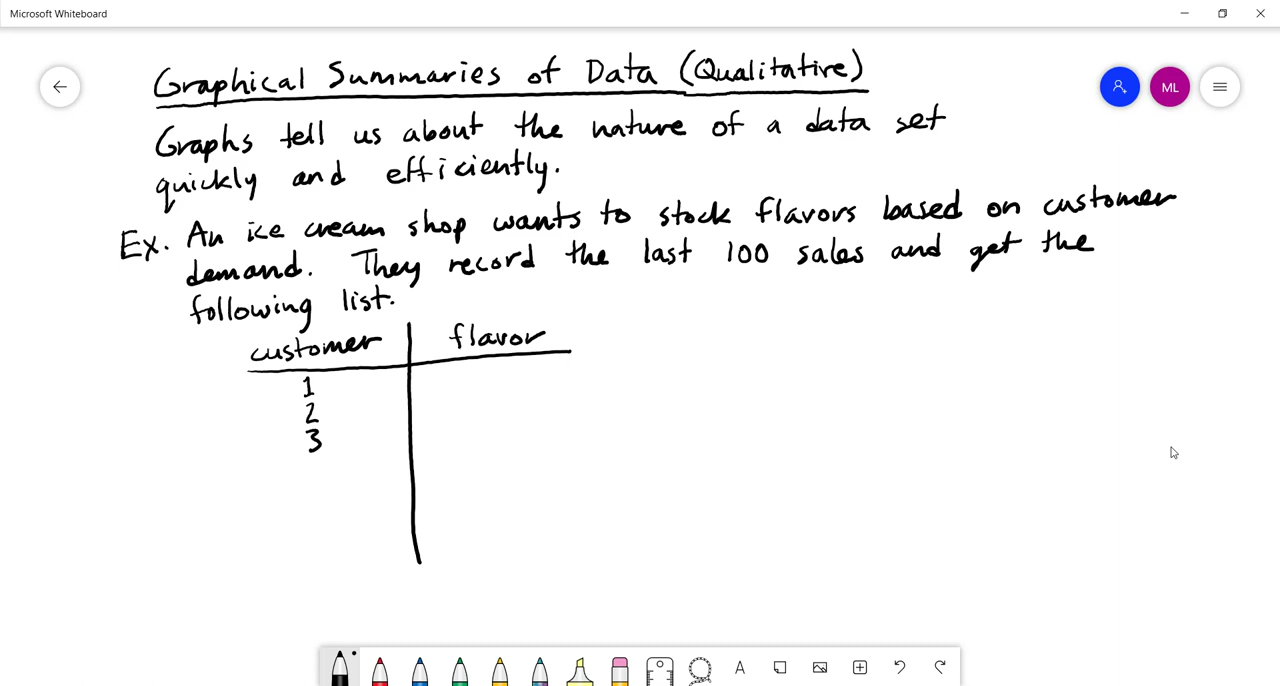 Microsoft Whiteboard
Graphical Summaries of Data (Qualitative)
Graphs tell us about the nature of a data set
quickly and efficiently.
Ex. An ice cream shop wants to stock flavors based on customer
demand. They record the last 100 sales and get the
following list.
customer flavor
1
2
3
ML
A